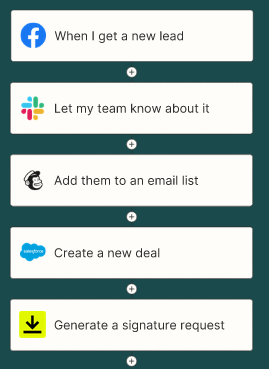 When I get a new lead
Let my team know about it
Add them to an email list
salesforce
Create a new deal
Generate a signature request